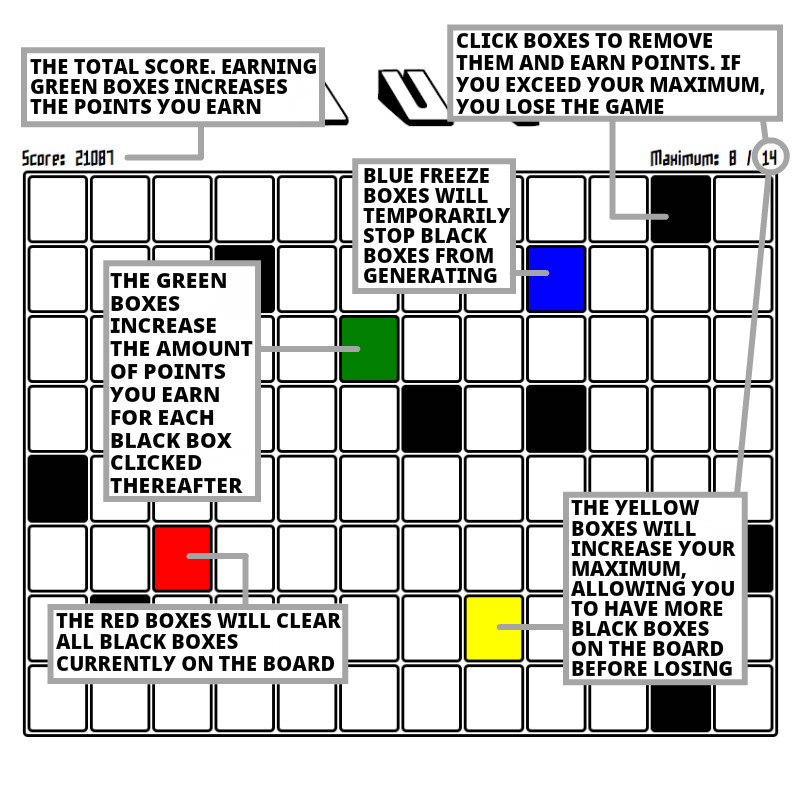 THE TOTAL SCORE. EARNING
GREEN BOXES INCREASES
THE POINTS YOU EARN
CLICK BOXES TO REMOVE
THEM AND EARN POINTS. IF
YOU EXCEED YOUR MAXIMUM,
YOU LOSE THE GAME
Score: 21087
Maximum: 8 / 14
BLUE FREEZE
BOXES WILL
TEMPORARILY
STOP BLACK
BOXES FROM
GENERATING
THE GREEN
BOXES
INCREASE
THE AMOUNT
OF POINTS
YOU EARN
FOR EACH
BLACK BOX
CLICKED
THEREAFTER
THE YELLOW
BOXES WILL
INCREASE YOUR
MAXIMUM,
ALLOWING YOU
TO HAVE MORE
BLACK BOXES
ON THE BOARD
BEFORE LOSING
THE RED BOXES WILL CLEAR
ALL BLACK BOXES
CURRENTLY ON THE BOARD